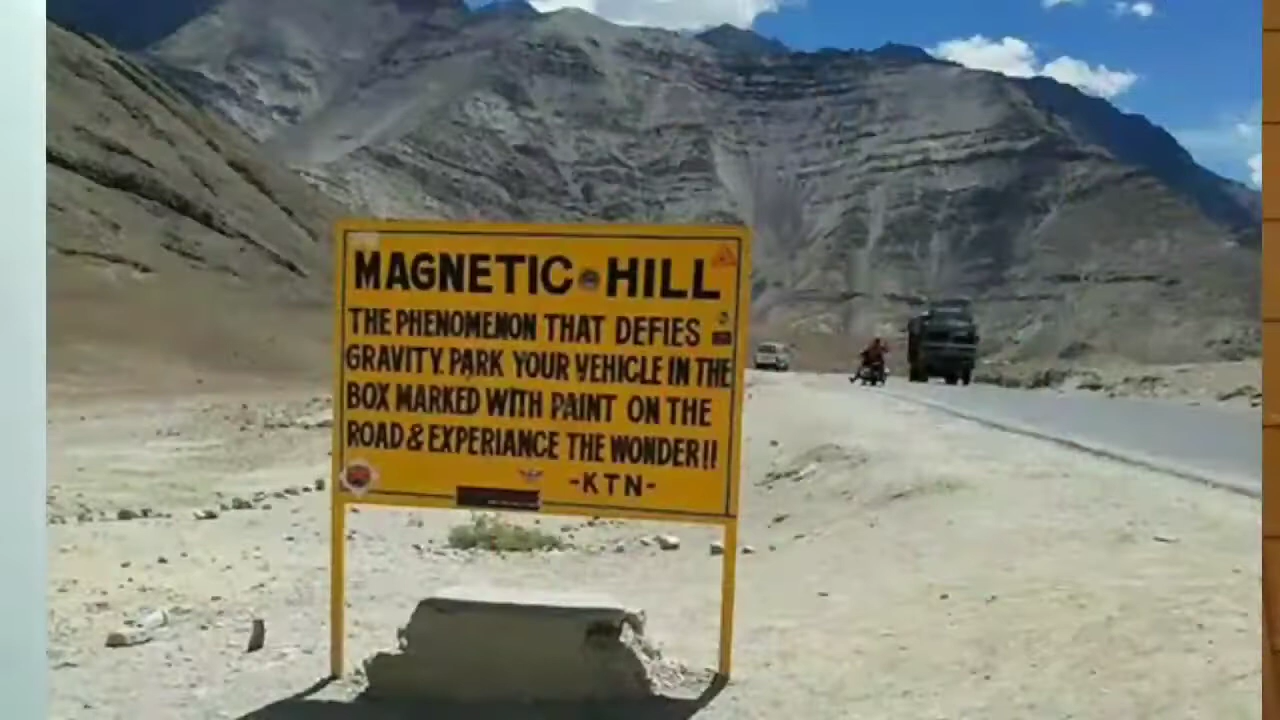 MAGNETIC HILL
THE PHENOMENON THAT DEFIES
GRAVITY. PARK YOUR VEHICLE IN THE
BOX MARKED WITH PAINT ON THE
ROAD & EXPERIANCE THE WONDER!!
-KTN-